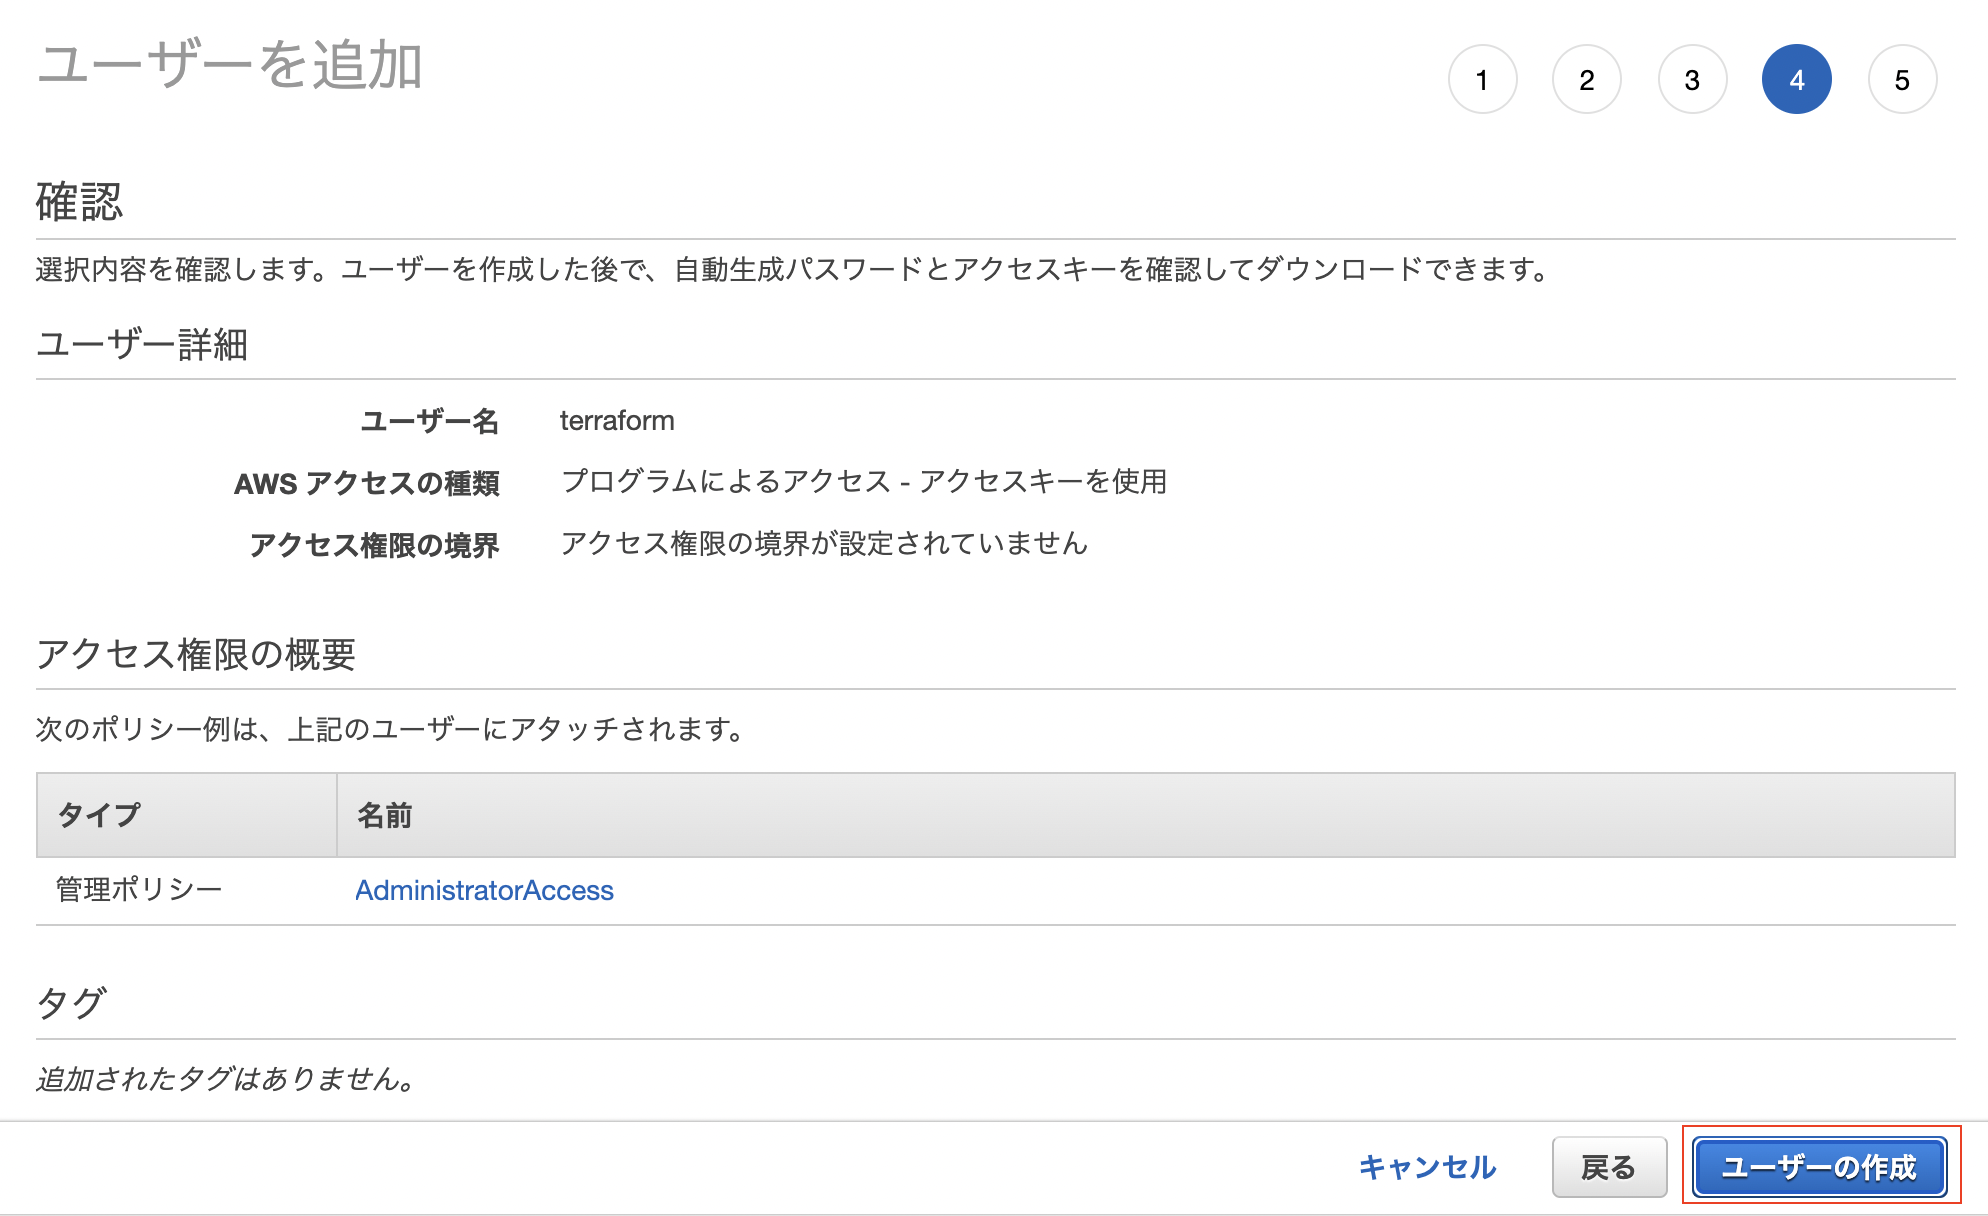 ユーザーを追加
1 2 3 4 5
確認
選択内容を確認します。ユーザーを作成した後で、自動生成パスワードとアクセスキーを確認してダウンロードできます。
ユーザー詳細
ユーザー名 terraform
AWS アクセスの種類 プログラムによるアクセス - アクセスキーを使用
アクセス権限の境界 アクセス権限の境界が設定されていません
アクセス権限の概要
次のポリシー例は、上記のユーザーにアタッチされます。
タイプ 名前
管理ポリシー AdministratorAccess
タグ
追加されたタグはありません。
キャンセル 戻る ユーザーの作成